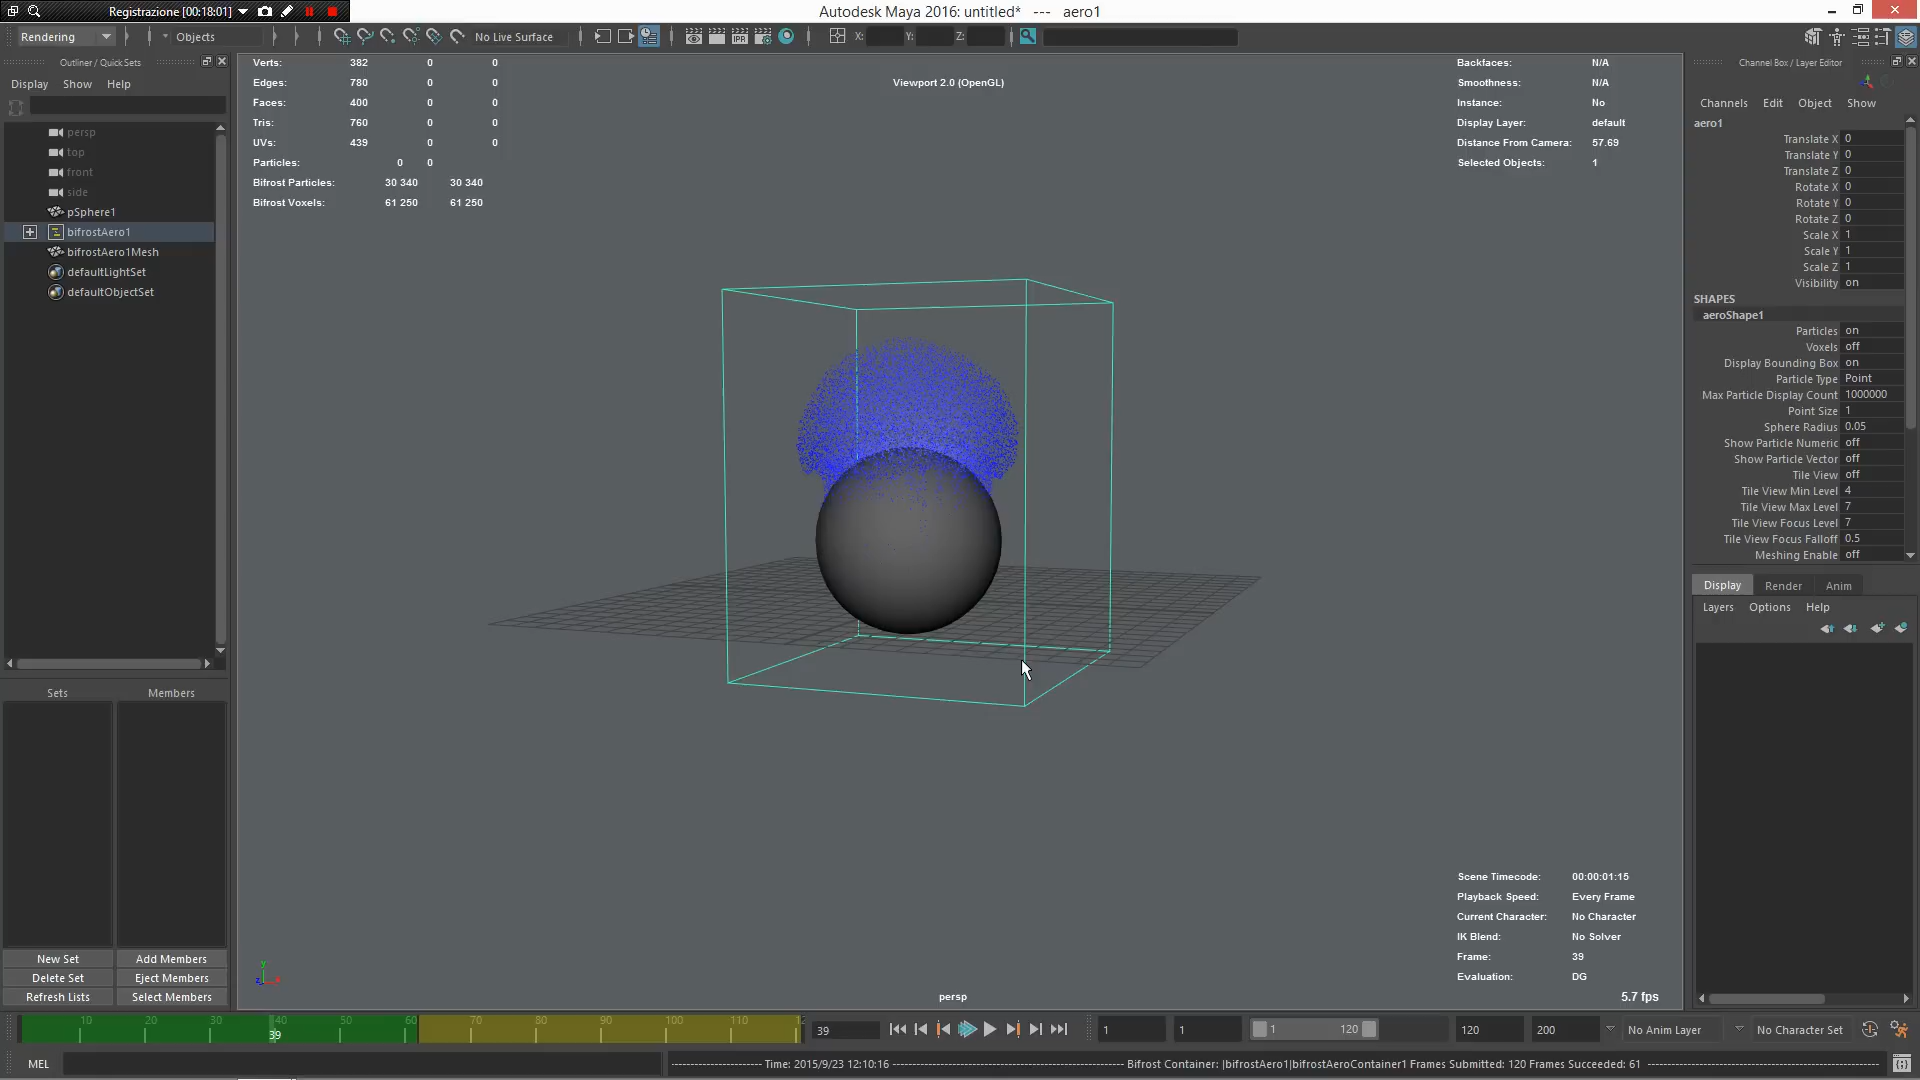 Registrazione [00:18:01]
Autodesk Maya 2016: untitled* --- aero1
Rendering
Objects
No Live Surface
X:
Y:
Z:
Outliner / Quick Sets
Display Show Help
persp
top
front
side
pSphere1
bifrostAero1
bifrostAero1Mesh
defaultLightSet
defaultObjectSet
Sets Members
New Set Add Members
Delete Set Eject Members
Refresh Lists Select Members
Verts: 382 0 0
Edges: 780 0 0
Faces: 400 0 0
Tris: 760 0 0
UVs: 439 0 0
Particles: 0 0
Bifrost Particles: 30 340 30 340
Bifrost Voxels: 61 250 61 250
Viewport 2.0 (OpenGL)
Backfaces: N/A
Smoothness: N/A
Instance: No
Display Layer: default
Distance From Camera: 57.69
Selected Objects: 1
Scene Timecode: 00:00:01:15
Playback Speed: Every Frame
Current Character: No Character
IK Blend: No Solver
Frame: 39
Evaluation: DG
5.7 fps
persp
y
Channel Box / Layer Editor
Channels Edit Object Show
aero1
Translate X 0
Translate Y 0
Translate Z 0
Rotate X 0
Rotate Y 0
Rotate Z 0
Scale X 1
Scale Y 1
Scale Z 1
Visibility on
SHAPES
aeroShape1
Particles on
Voxels off
Display Bounding Box on
Particle Type Point
Max Particle Display Count 1000000
Point Size 1
Sphere Radius 0.05
Show Particle Numeric off
Show Particle Vector off
Tile View off
Tile View Min Level 4
Tile View Max Level 7
Tile View Focus Level 7
Tile View Focus Falloff 0.5
Meshing Enable off
Display Render Anim
Layers Options Help
10 20 30 40 50 60 70 80 90 100 110 12
39
39
1 1 1 120 120 200 No Anim Layer No Character Set
MEL
Time: 2015/9/23 12:10:16 ---- Bifrost Container: |bifrostAero1|bifrostAeroContainer1 Frames Submitted: 120 Frames Succeeded: 61